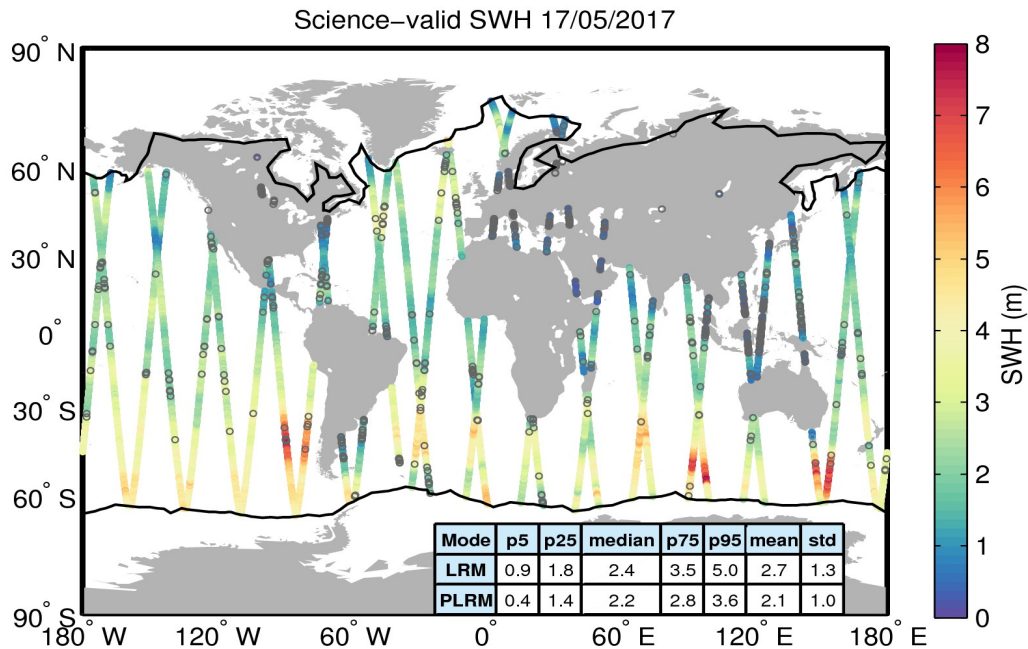 Science−valid SWH 17/05/2017
90° N
60° N
30° N
0°
30° S
60° S
90° S
180° W
120° W
60° W
0°
60° E
120° E
180° E
Mode p5 p25 median p75 p95 mean std
LRM 0.9 1.8 2.4 3.5 5.0 2.7 1.3
PLRM 0.4 1.4 2.2 2.8 3.6 2.1 1.0
8
7
6
5
4
3
2
1
0
SWH (m)